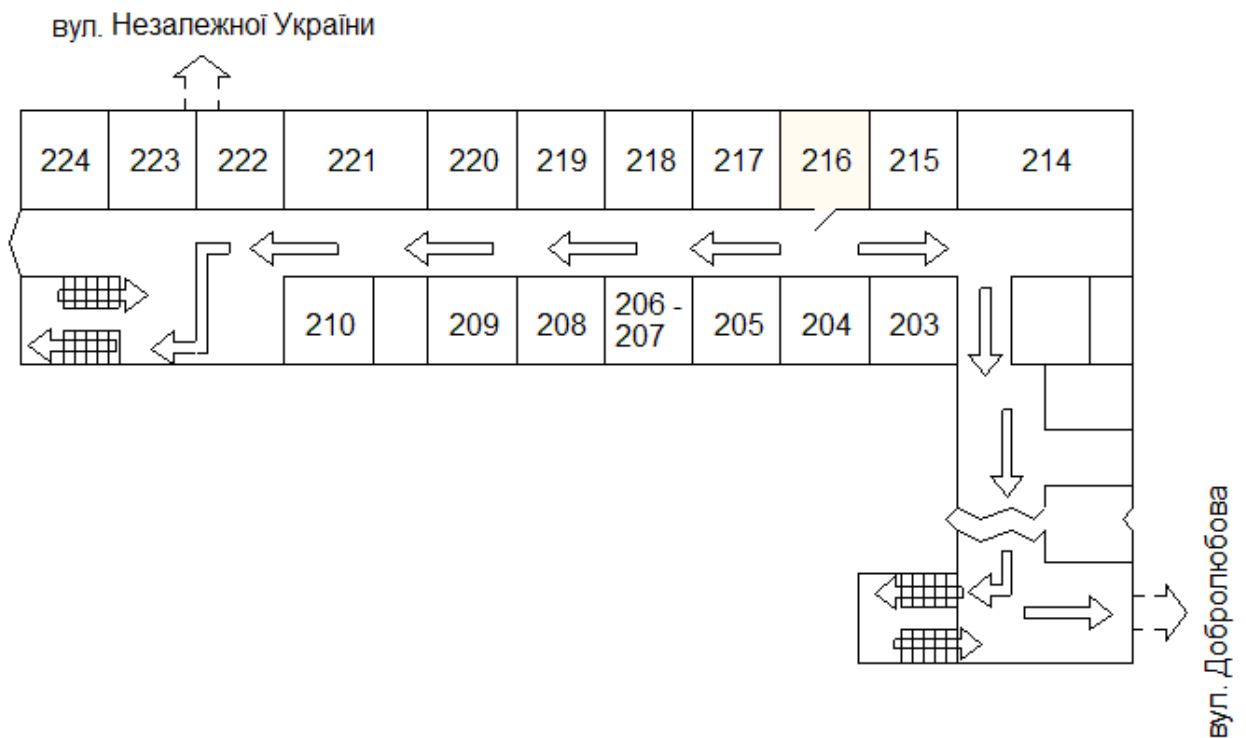 вул. Незалежної України
224 223 222 221 220 219 218 217 216 215 214
210 209 208 206 - 205 204 203
207
вул. Добролюбова